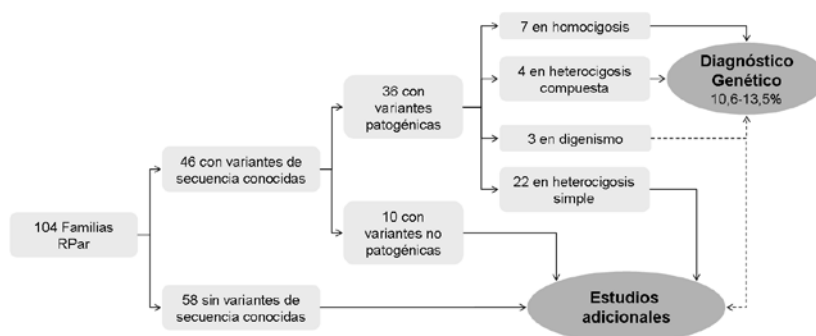 104 Familias
RPar
46 con variantes de
secuencia conocidas
58 sin variantes de
secuencia conocidas
36 con
variantes
patogénicas
10 con
variantes no
patogénicas
7 en homocigosis
4 en heterocigosis
compuesta
3 en digenismo
22 en heterocigosis
simple
Diagnóstico
Genético
10,6-13,5%
Estudios
adicionales